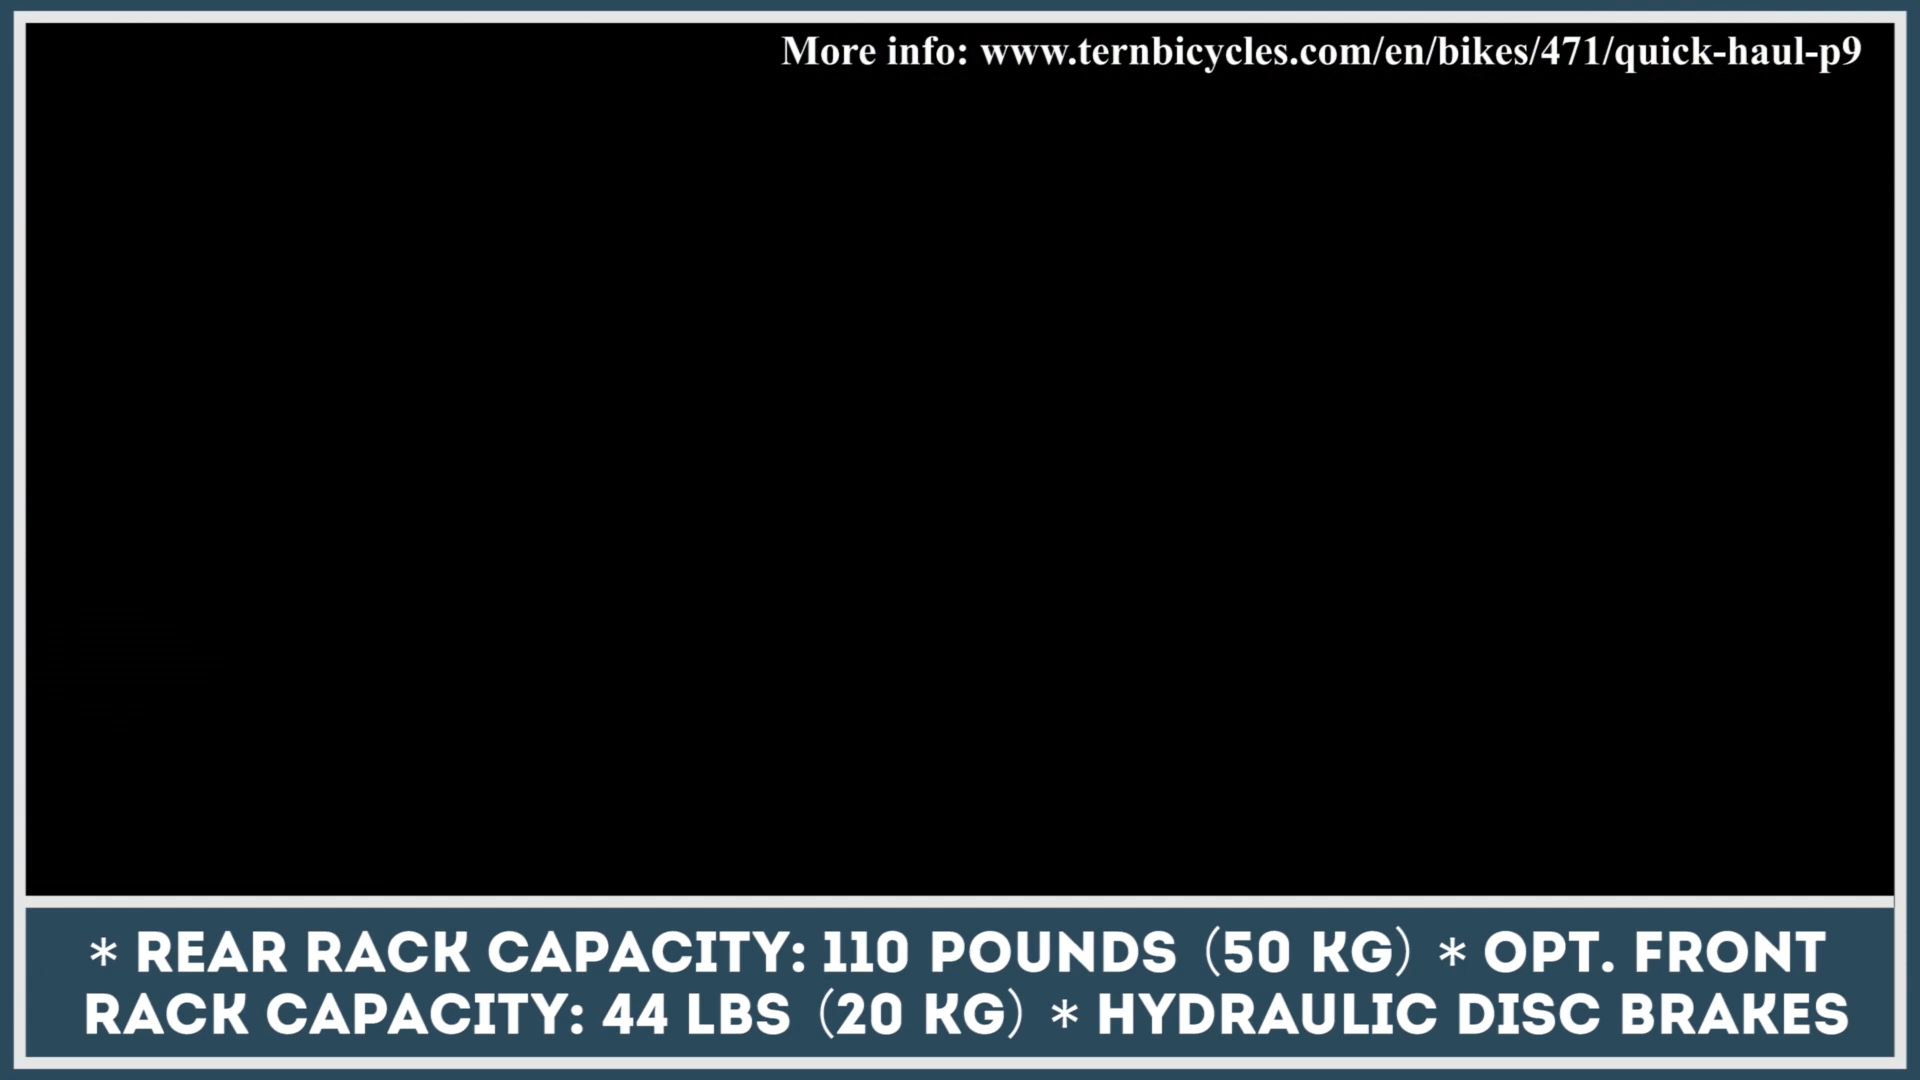 More info: www.ternbicycles.com/en/bikes/471/quick-haul-p9
* REAR RACK CAPACITY: 110 POUNDS (50 KG) * OPT. FRONT
RACK CAPACITY: 44 LBS (20 KG) * HYDRAULIC DISC BRAKES